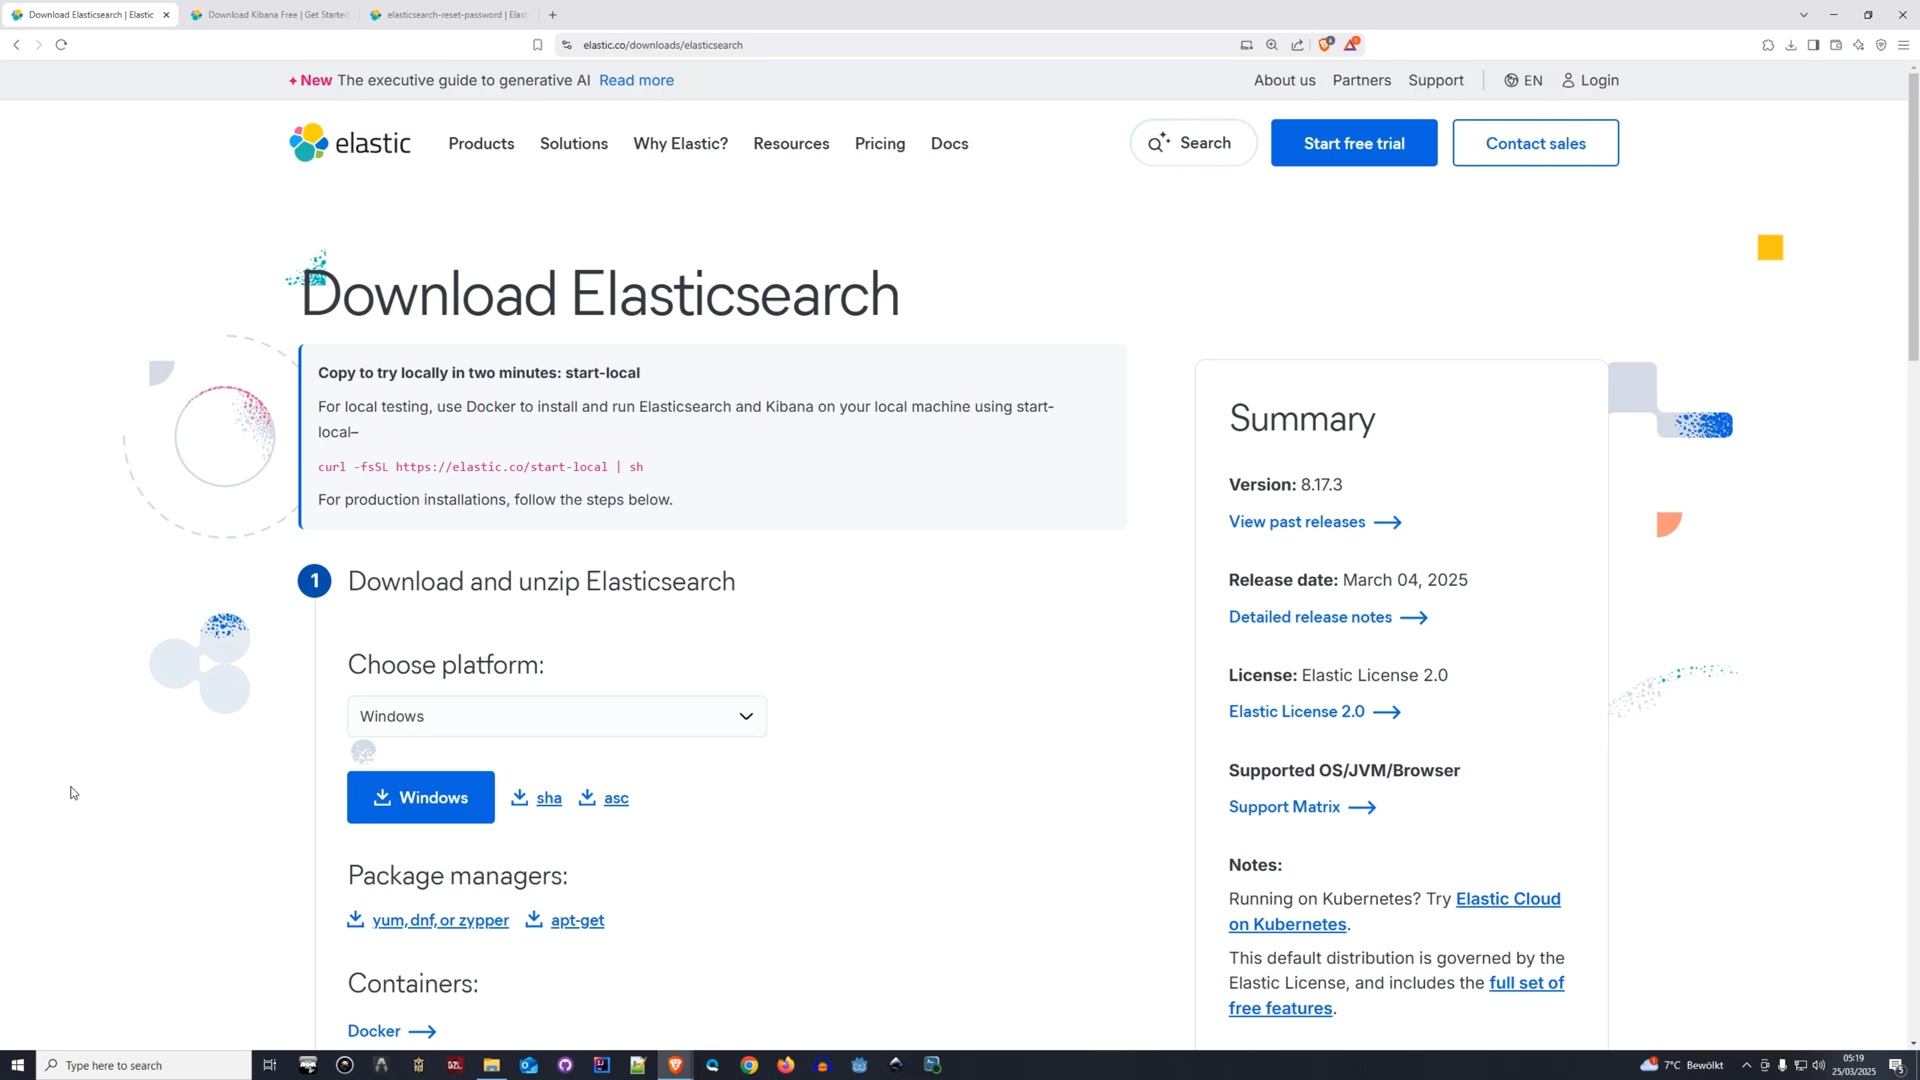 Download Elasticsearch | Elastic
Download Kibana Free | Get Started
elasticsearch-reset-password | Elast
elastic.co/downloads/elasticsearch
New The executive guide to generative AI Read more
About us Partners Support EN Login
elastic Products Solutions Why Elastic? Resources Pricing Docs Search Start free trial Contact sales
Download Elasticsearch
Copy to try locally in two minutes: start-local
For local testing, use Docker to install and run Elasticsearch and Kibana on your local machine using start-
local–
curl -fsSL https://elastic.co/start-local | sh
For production installations, follow the steps below.
1 Download and unzip Elasticsearch
Choose platform:
Windows
Windows sha asc
Package managers:
yum, dnf, or zypper apt-get
Containers:
Docker
Summary
Version: 8.17.3
View past releases
Release date: March 04, 2025
Detailed release notes
License: Elastic License 2.0
Elastic License 2.0
Supported OS/JVM/Browser
Support Matrix
Notes:
Running on Kubernetes? Try Elastic Cloud
on Kubernetes.
This default distribution is governed by the
Elastic License, and includes the full set of
free features.
Type here to search
7°C Bewölkt
05:19
25/03/2025